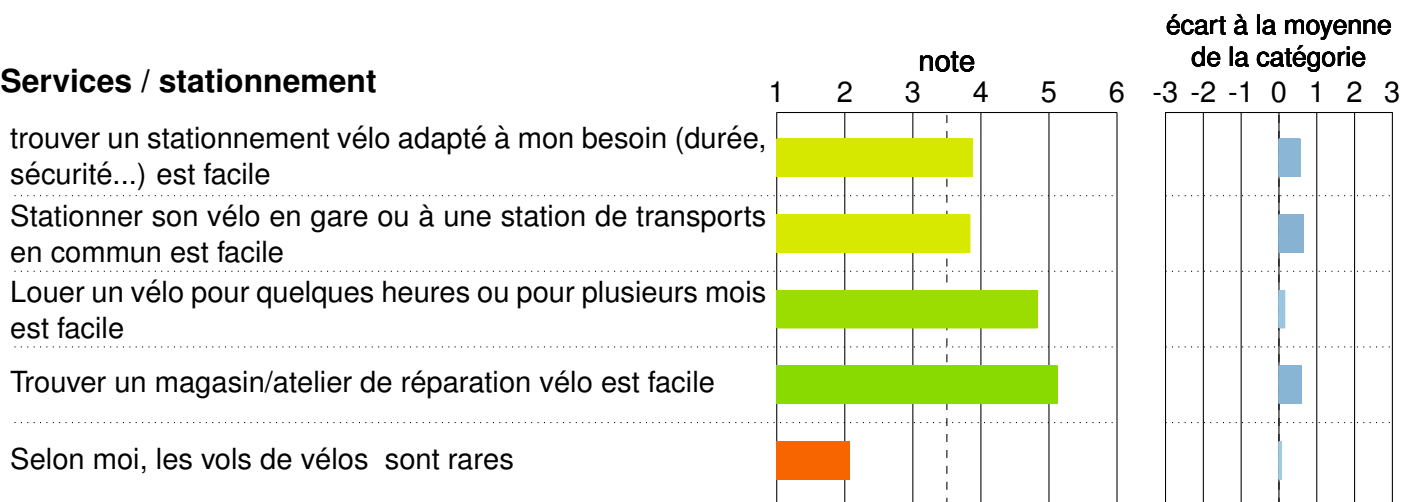 écart à la moyenne
de la catégorie
note
Services / stationnement
1 2 3 4 5 6
-3 -2 -1 0 1 2 3
trouver un stationnement vélo adapté à mon besoin (durée,
sécurité...) est facile
Stationner son vélo en gare ou à une station de transports
en commun est facile
Louer un vélo pour quelques heures ou pour plusieurs mois
est facile
Trouver un magasin/atelier de réparation vélo est facile
Selon moi, les vols de vélos sont rares